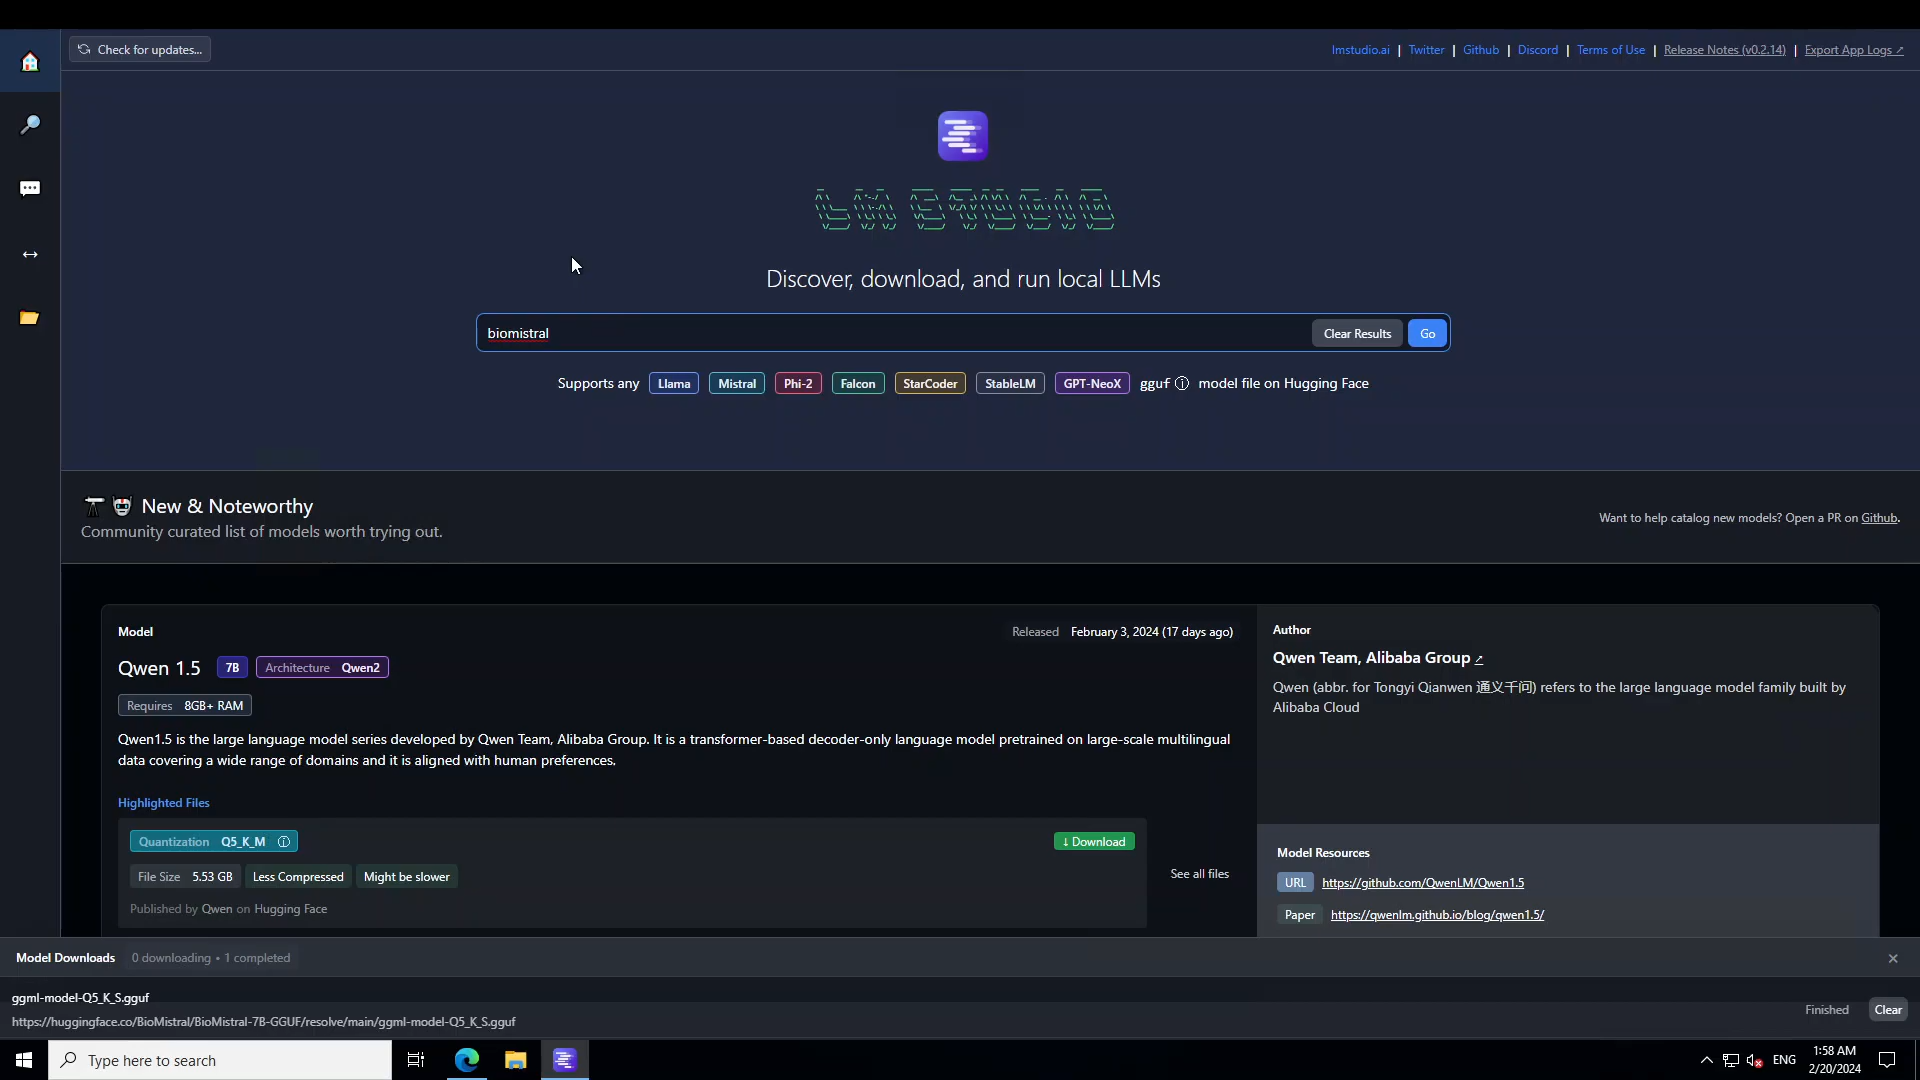 Check for updates...
lmstudio.ai | Twitter | Github | Discord | Terms of Use | Release Notes (v0.2.14) | Export App Logs ↗
LM STUDIO
Discover, download, and run local LLMs
biomistral
Clear Results
Go
Supports any Llama Mistral Phi-2 Falcon StarCoder StableLM GPT-NeoX gguf ⓘ model file on Hugging Face
New & Noteworthy
Community curated list of models worth trying out.
Want to help catalog new models? Open a PR on Github.
Model
Released February 3, 2024 (17 days ago)
Qwen 1.5 7B Architecture Qwen2
Requires 8GB+ RAM
Qwen1.5 is the large language model series developed by Qwen Team, Alibaba Group. It is a transformer-based decoder-only language model pretrained on large-scale multilingual
data covering a wide range of domains and it is aligned with human preferences.
Highlighted Files
Quantization Q5_K_M ⓘ
↓ Download
File Size 5.53 GB Less Compressed Might be slower
See all files
Published by Qwen on Hugging Face
Author
Qwen Team, Alibaba Group ↗
Qwen (abbr. for Tongyi Qianwen 通义千问) refers to the large language model family built by
Alibaba Cloud
Model Resources
URL https://github.com/QwenLM/Qwen1.5
Paper https://qwenlm.github.io/blog/qwen1.5/
Model Downloads 0 downloading • 1 completed
ggml-model-Q5_K_S.gguf
https://huggingface.co/BioMistral/BioMistral-7B-GGUF/resolve/main/ggml-model-Q5_K_S.gguf
Finished
Clear
Type here to search
ENG
1:58 AM
2/20/2024